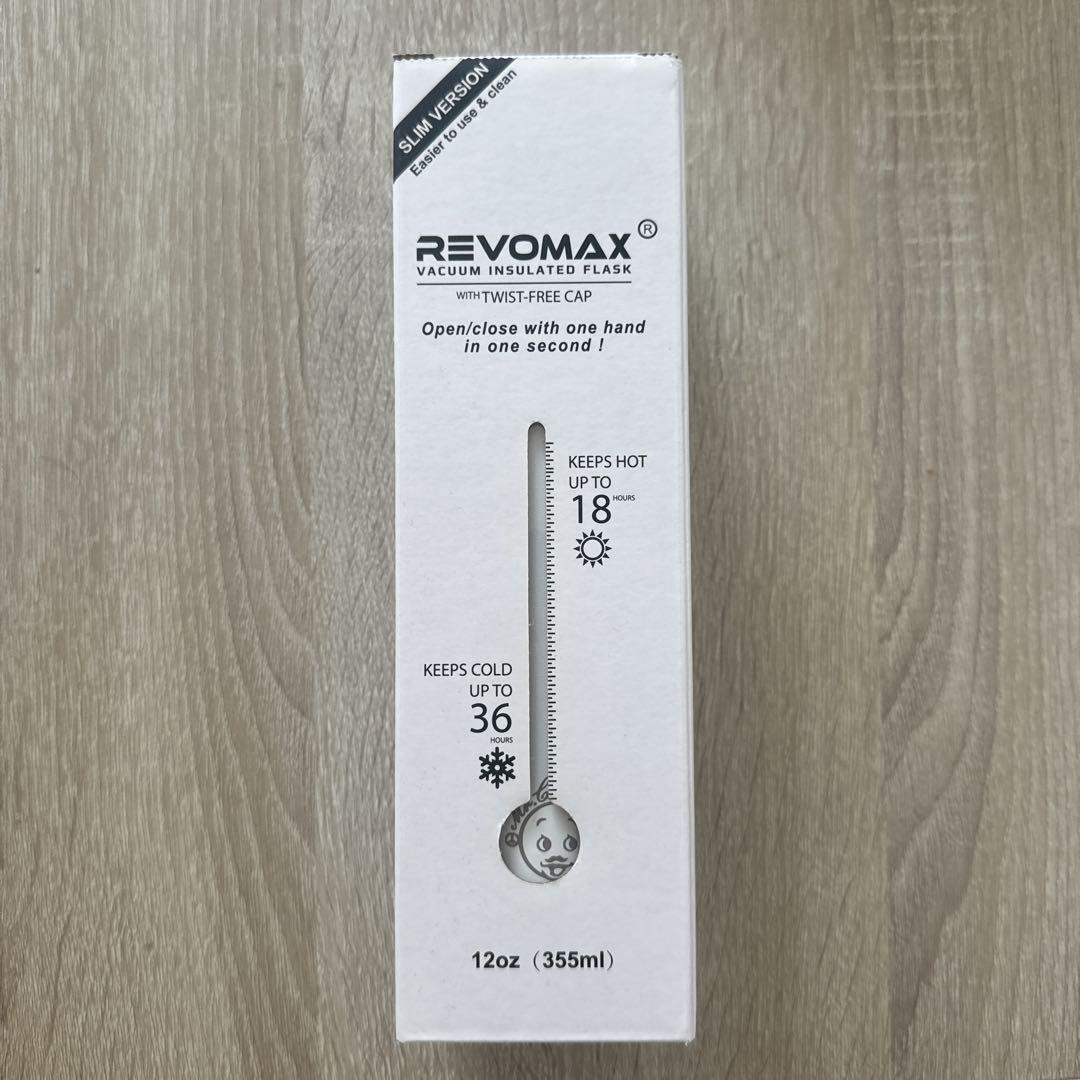 SLIM VERSION
Easier to use & clean
REVOMAX®
VACUUM INSULATED FLASK
WITH TWIST-FREE CAP
Open/close with one hand
in one second !
KEEPS HOT
UP TO
18 HOURS
KEEPS COLD
UP TO
36
HOURS
Mr.
12oz（355ml）